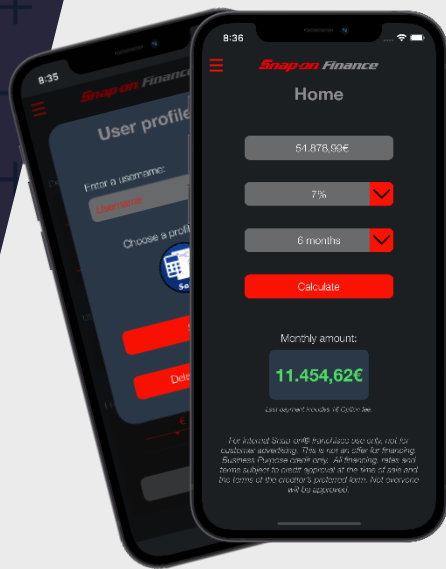 8:35
Snap-on Finance
User profile
Enter a username:
Username
Choose a profil
Dele
€
8:36
Snap-on Finance
Home
54.878,99€
7%
6 months
Calculate
Monthly amount:
11.454,62€
Last payment includes 1€ Option fee.
For Internal Snap-on® franchisee use only, not for
customer advertising. This is not an offer for financing.
Business Purpose credit only. All financing, rates and
terms subject to credit approval at the time of sale and
the terms of the creditor's preferred form. Not everyone
will be approved.